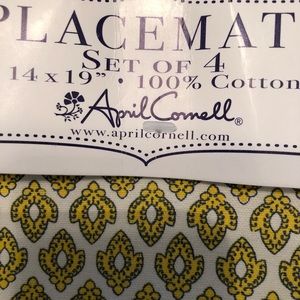 PLACEMAT
SET OF 4
14 x 19" • 100% Cotton
April Cornell®
www.aprilcornell.com